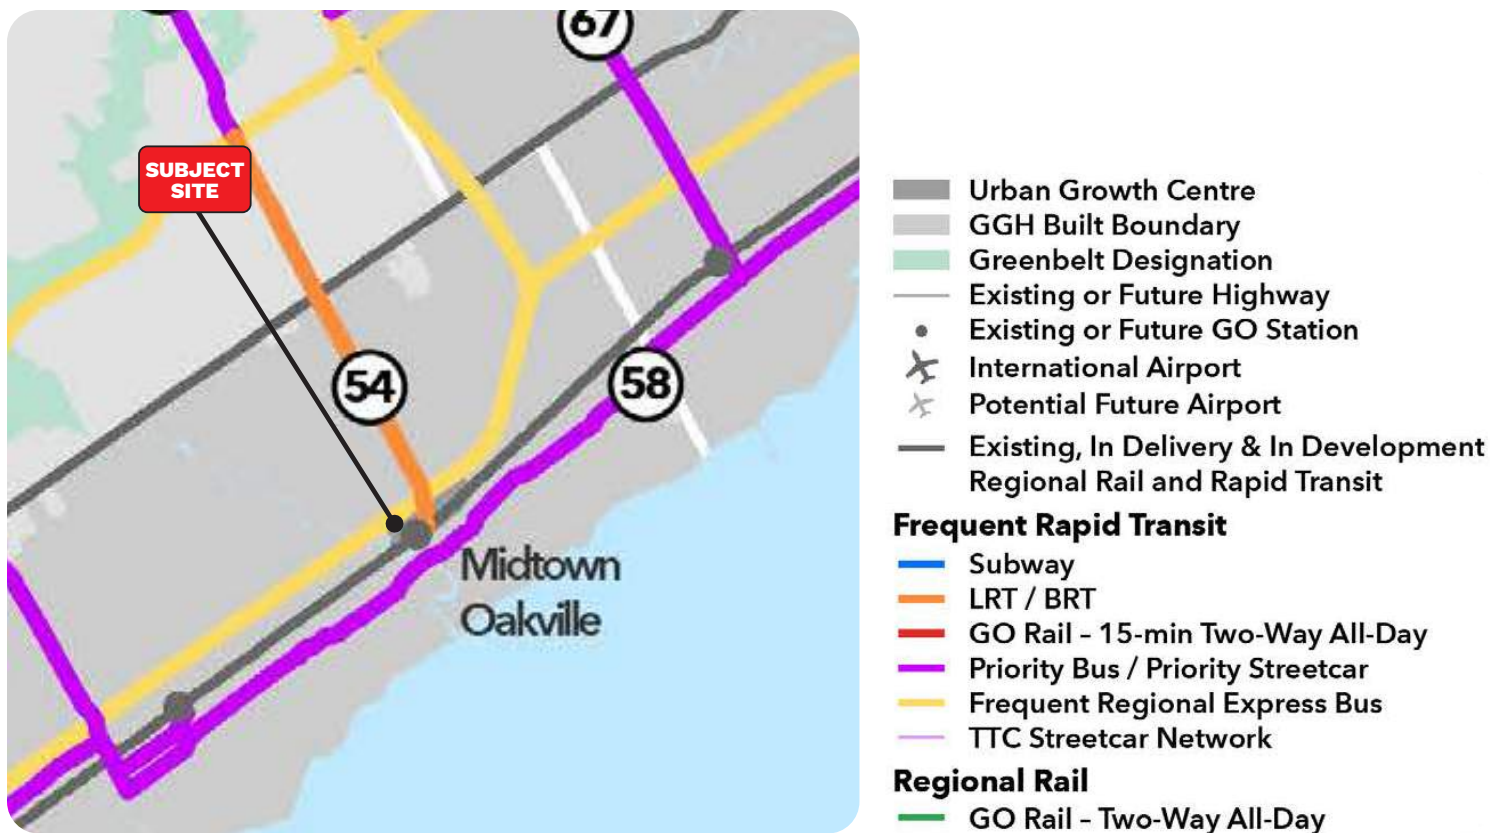 67
SUBJECT
SITE
54
58
Midtown
Oakville
Urban Growth Centre
GGH Built Boundary
Greenbelt Designation
Existing or Future Highway
Existing or Future GO Station
International Airport
Potential Future Airport
Existing, In Delivery & In Development
Regional Rail and Rapid Transit
Frequent Rapid Transit
Subway
LRT / BRT
GO Rail – 15-min Two-Way All-Day
Priority Bus / Priority Streetcar
Frequent Regional Express Bus
TTC Streetcar Network
Regional Rail
GO Rail – Two-Way All-Day